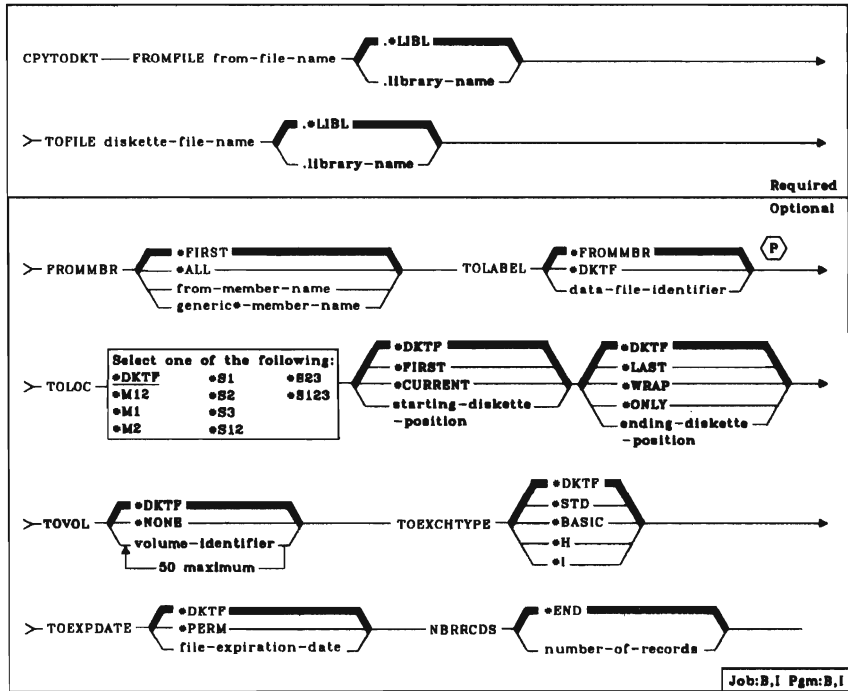 .*LIBL
CPYTODKT FROMFILE from-file-name
.library-name
.*LIBL
TOFILE diskette-file-name
.library-name
Required
Optional
*FIRST
*ALL
FROMMBR
from-member-name
generic*-member-name
*FROMMBR
*DKTF
TOLABEL
data-file-identifier
P
TOLOC
Select one of the following:
*DKTF *S1 *S23
*M12 *S2 *S123
*M1 *S3
*M2 *S12
*DKTF
*FIRST
*CURRENT
starting-diskette
-position
*DKTF
*LAST
*WRAP
*ONLY
ending-diskette
-position
*DKTF
*NONE
TOVOL
volume-identifier
50 maximum
*DKTF
*STD
TOEXCHTYPE
*BASIC
*H
*I
*DKTF
*PERM
TOEXPDATE
file-expiration-date
*END
NBRRCDS
number-of-records
Job:B,I Pgm:B,I